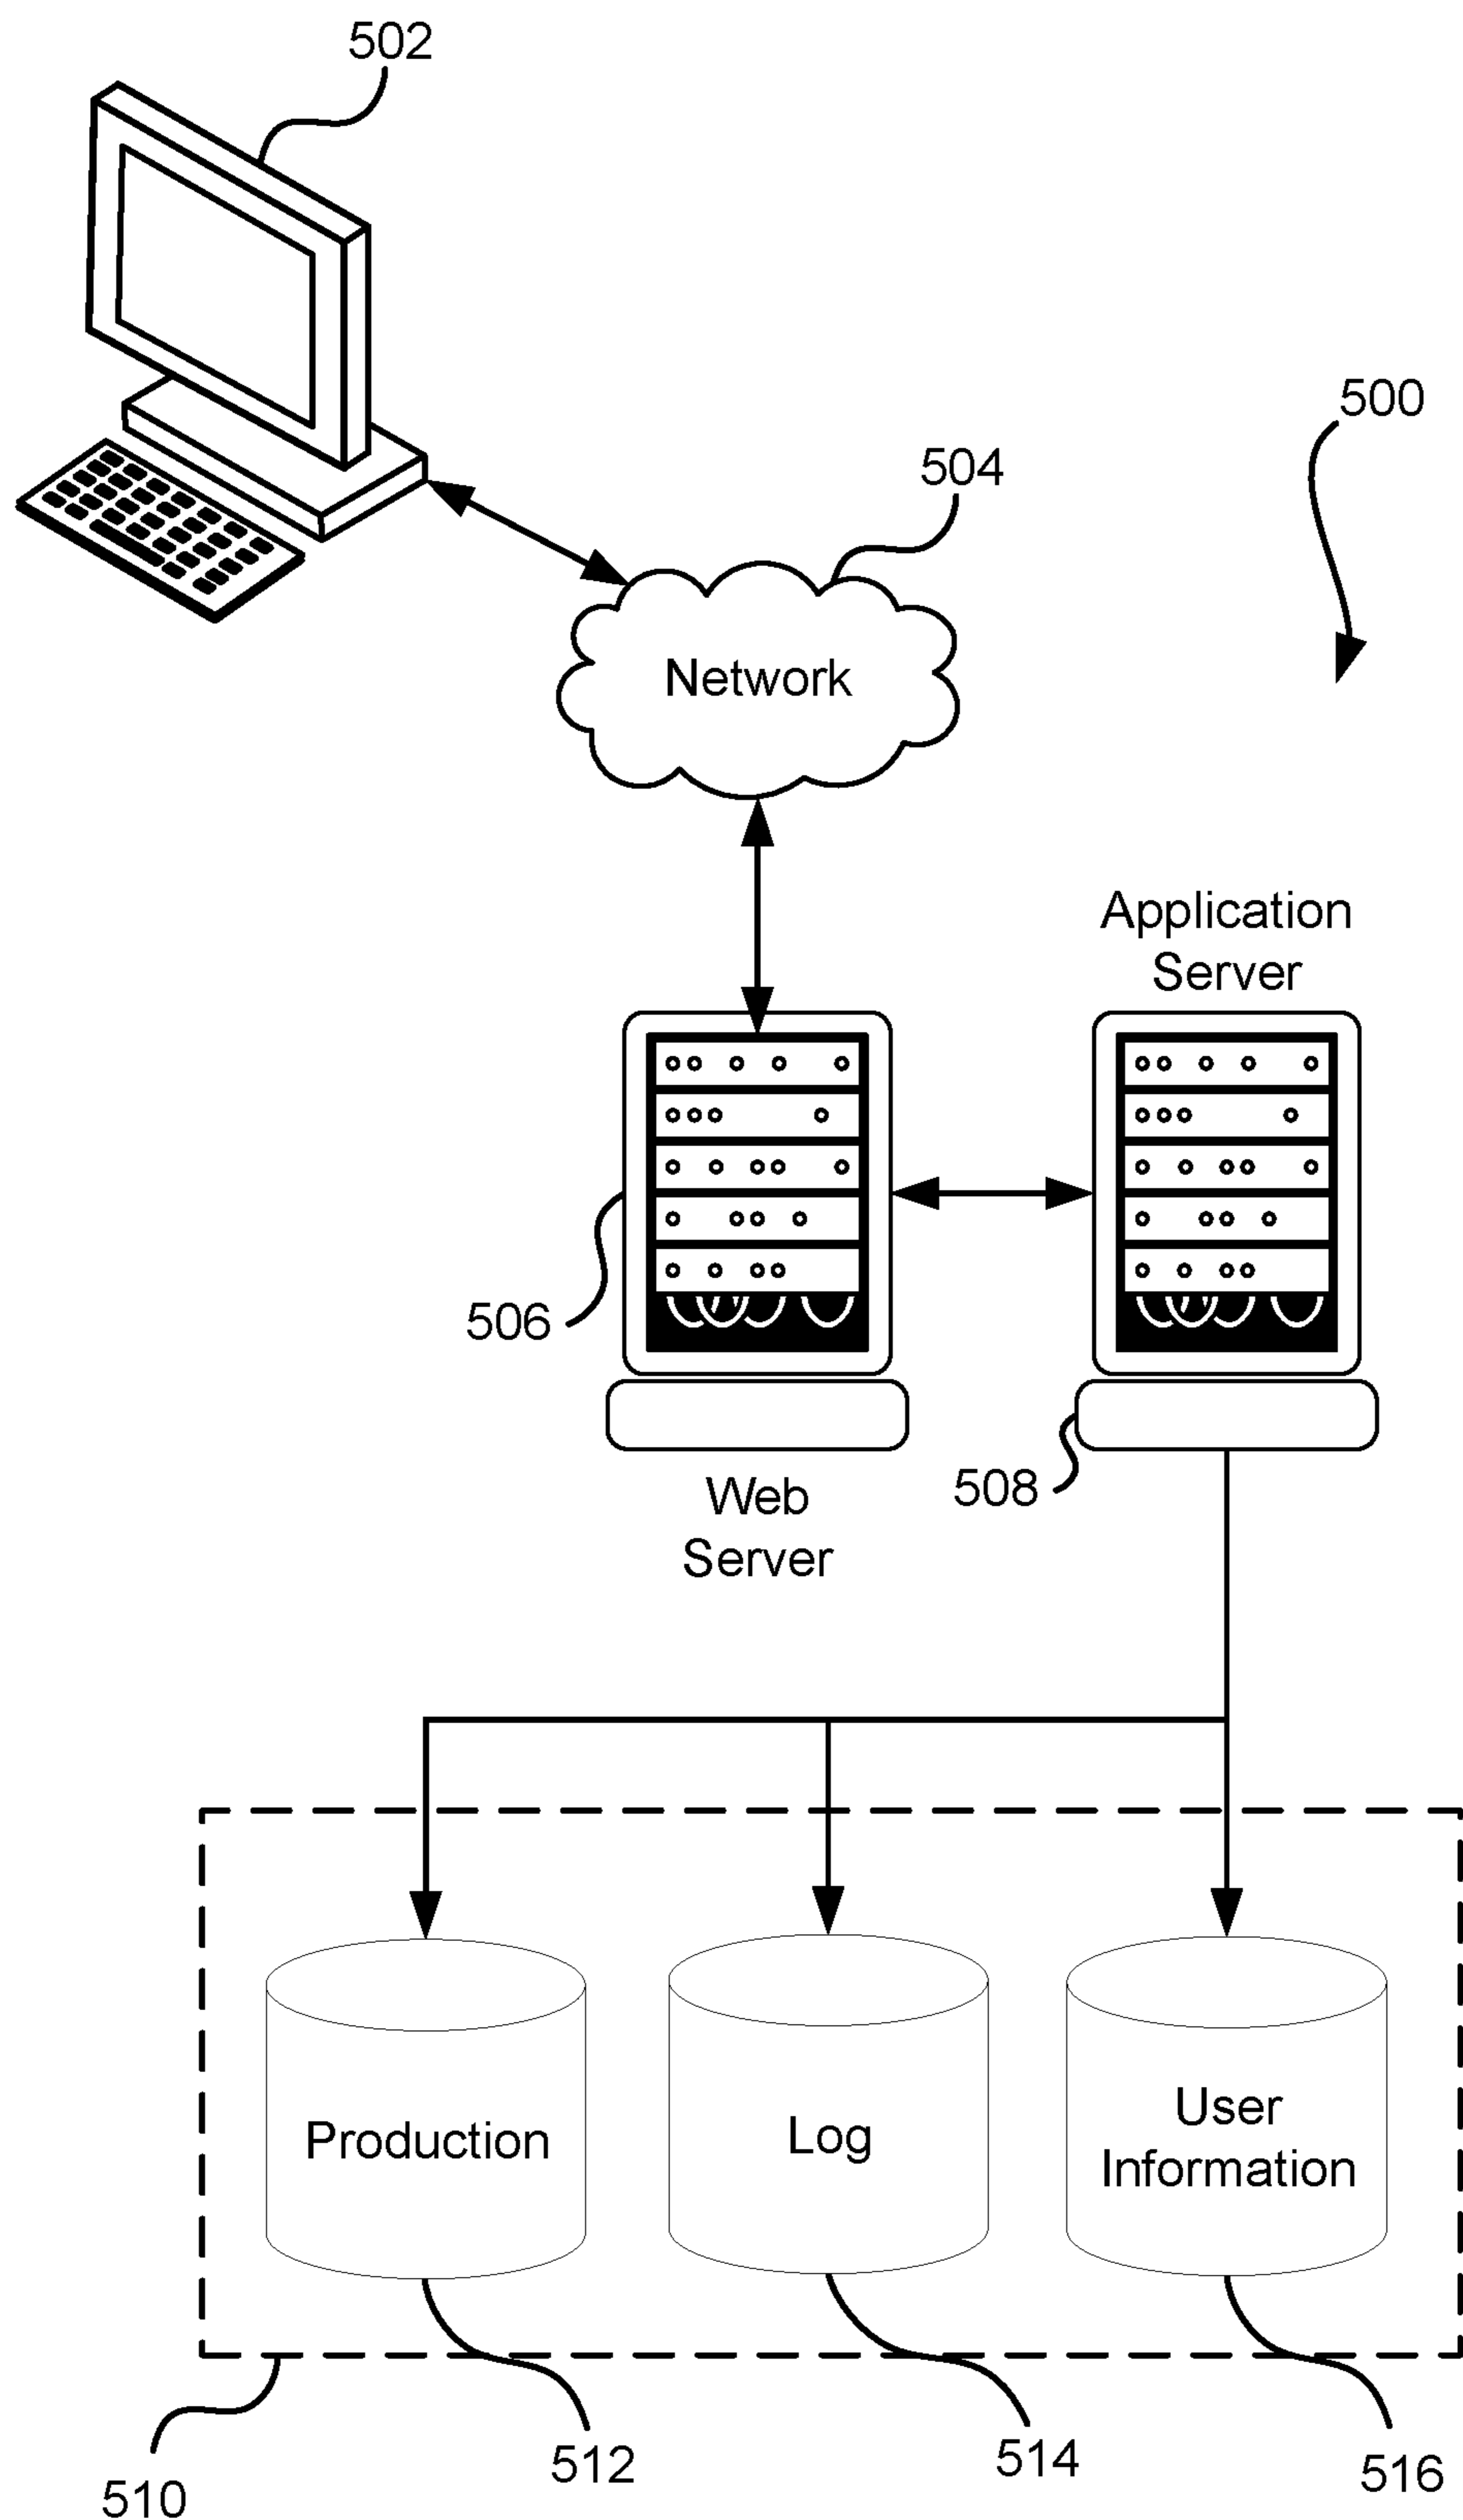 502
500
504
Network
Application
Server
506
508
Web
Server
Production
Log
User
Information
510
512
514
516